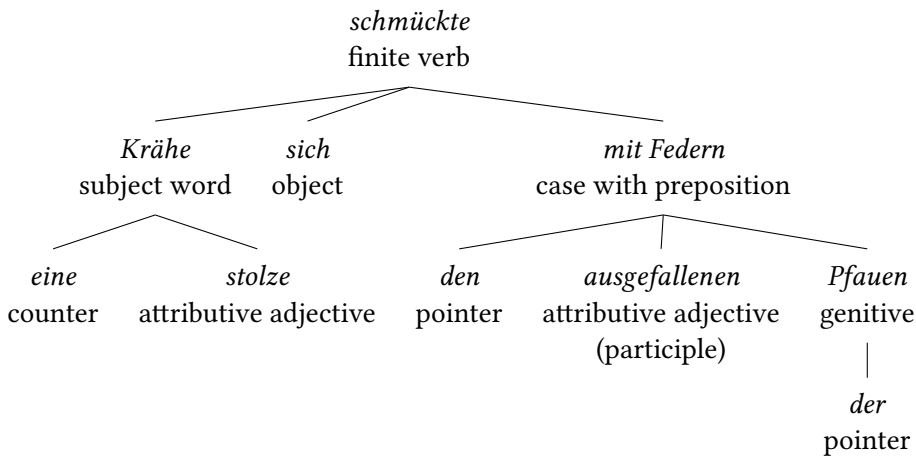 schmückte
finite verb
Krähe
subject word
sich
object
mit Federn
case with preposition
eine
counter
stolze
attributive adjective
den
pointer
ausgefallenen
attributive adjective
(participle)
Pfauen
genitive
der
pointer